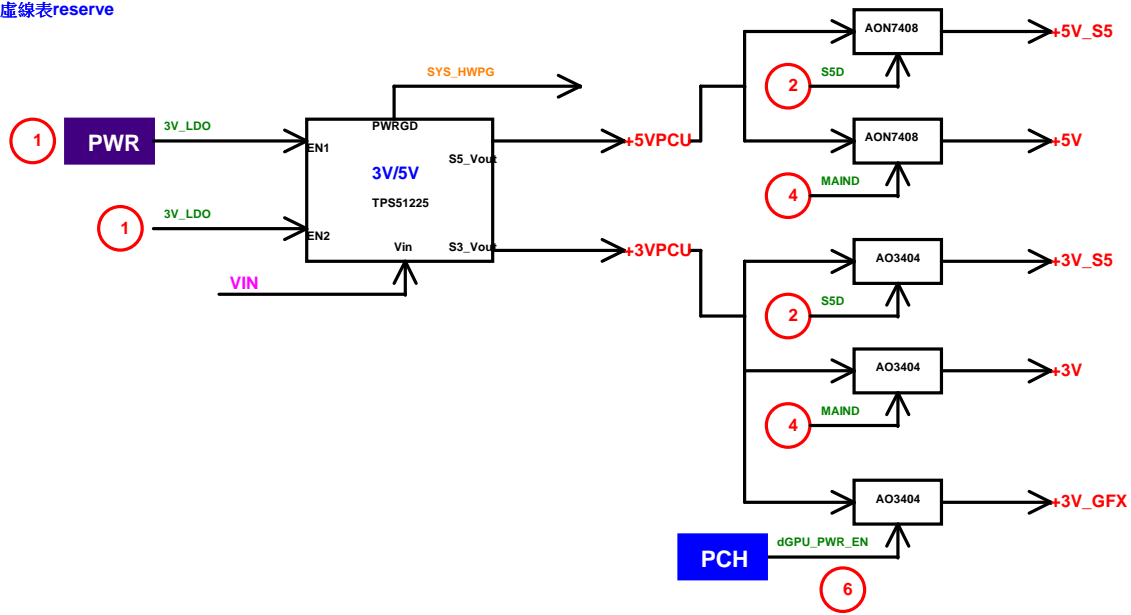 虛線表reserve
AON7408
+5V_S5
SYS_HWPG
2
S5D
1
PWR
3V_LDO
PWRGD
EN1
S5_Vout
3V/5V
TPS51225
+5VPCU
AON7408
+5V
4
MAIND
1
3V_LDO
EN2
Vin
S3_Vout
+3VPCU
VIN
AO3404
+3V_S5
2
S5D
AO3404
+3V
4
MAIND
AO3404
+3V_GFX
PCH
dGPU_PWR_EN
6